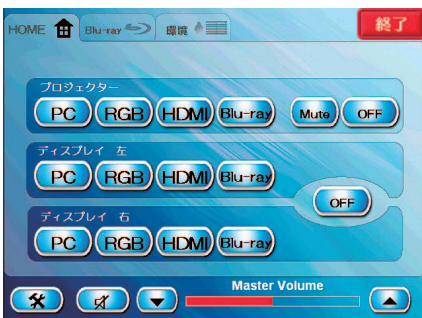 HOME Blu-ray 環境 終了
プロジェクター
PC RGB HDMI Blu-ray Mute OFF
ディスプレイ 左
PC RGB HDMI Blu-ray
OFF
ディスプレイ 右
PC RGB HDMI Blu-ray
Master Volume